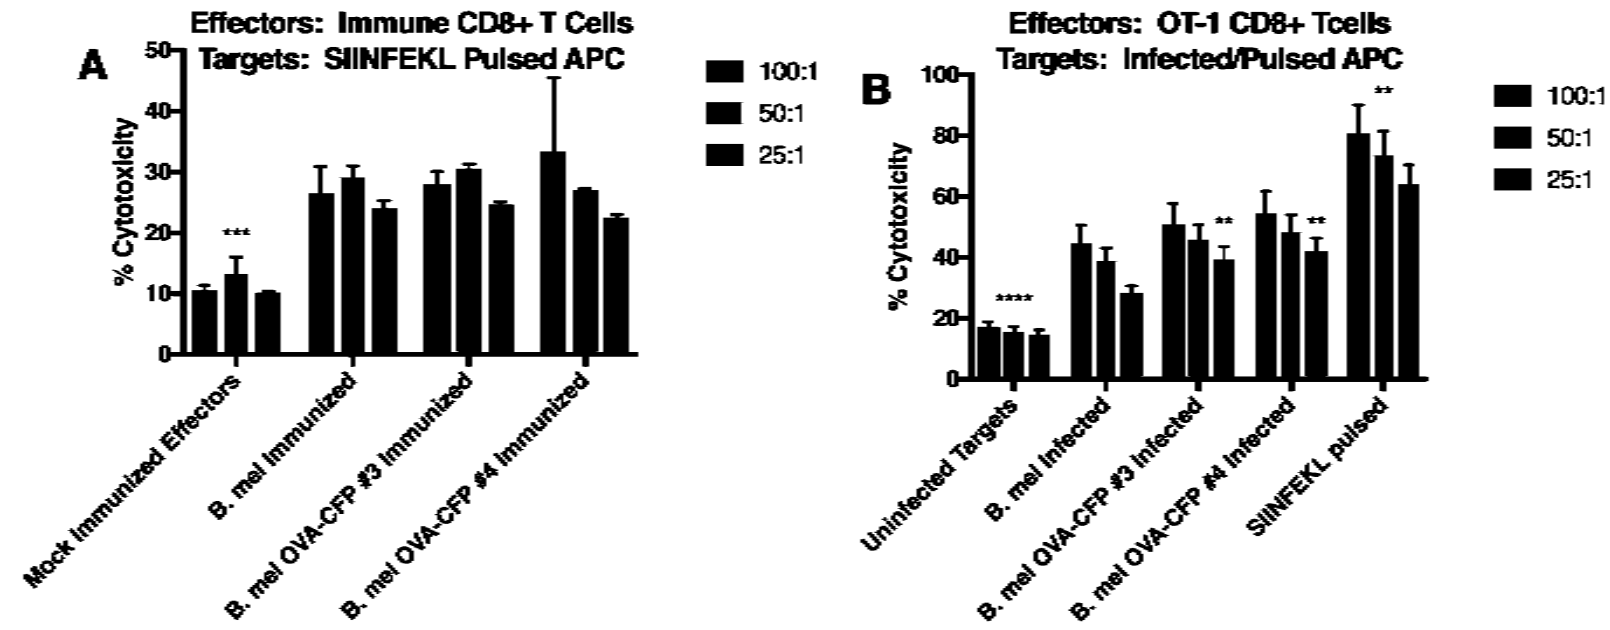 A
Effectors: Immune CD8+ T Cells
Targets: SIINFEKL Pulsed APC
% Cytotoxicity
50
40
30
20
10
0
***
Mock Immunized Effectors
B. mel Immunized
B. mel OVA-CFP #3 Immunized
B. mel OVA-CFP #4 Immunized
100:1
50:1
25:1
B
Effectors: OT-1 CD8+ Tcells
Targets: Infected/Pulsed APC
% Cytotoxicity
100
80
60
40
20
0
****
**
**
**
Uninfected Targets
B. mel Infected
B. mel OVA-CFP #3 Infected
B. mel OVA-CFP #4 Infected
SIINFEKL pulsed
100:1
50:1
25:1